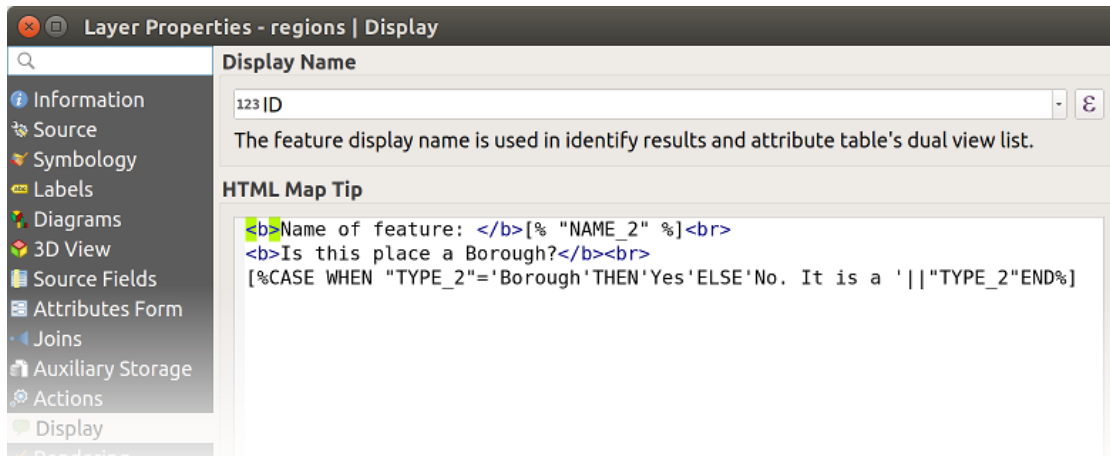 Layer Properties - regions | Display
Information
Source
Symbology
abc Labels
Diagrams
3D View
Source Fields
Attributes Form
Joins
Auxiliary Storage
Actions
Display
Rendering
Display Name
123 ID
ε
The feature display name is used in identify results and attribute table's dual view list.
HTML Map Tip
<b>Name of feature: </b>[% "NAME_2" %]<br>
<b>Is this place a Borough?</b><br>
[%CASE WHEN "TYPE_2"='Borough'THEN'Yes'ELSE'No. It is a '||"TYPE_2"END%]